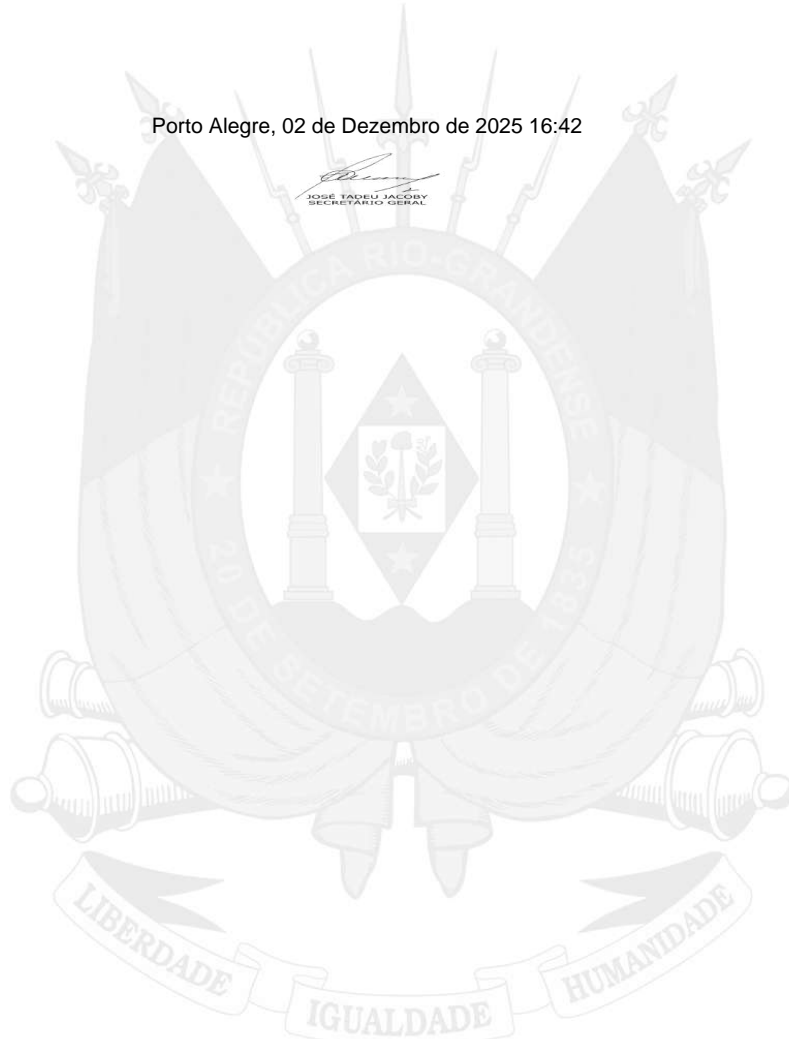 Porto Alegre, 02 de Dezembro de 2025 16:42
JOSÉ TADEU JACOBY
SECRETÁRIO GERAL
REPÚBLICA RIO-GRANDENSE
20 DE SETEMBRO DE 1835
LIBERDADE
IGUALDADE
HUMANIDADE